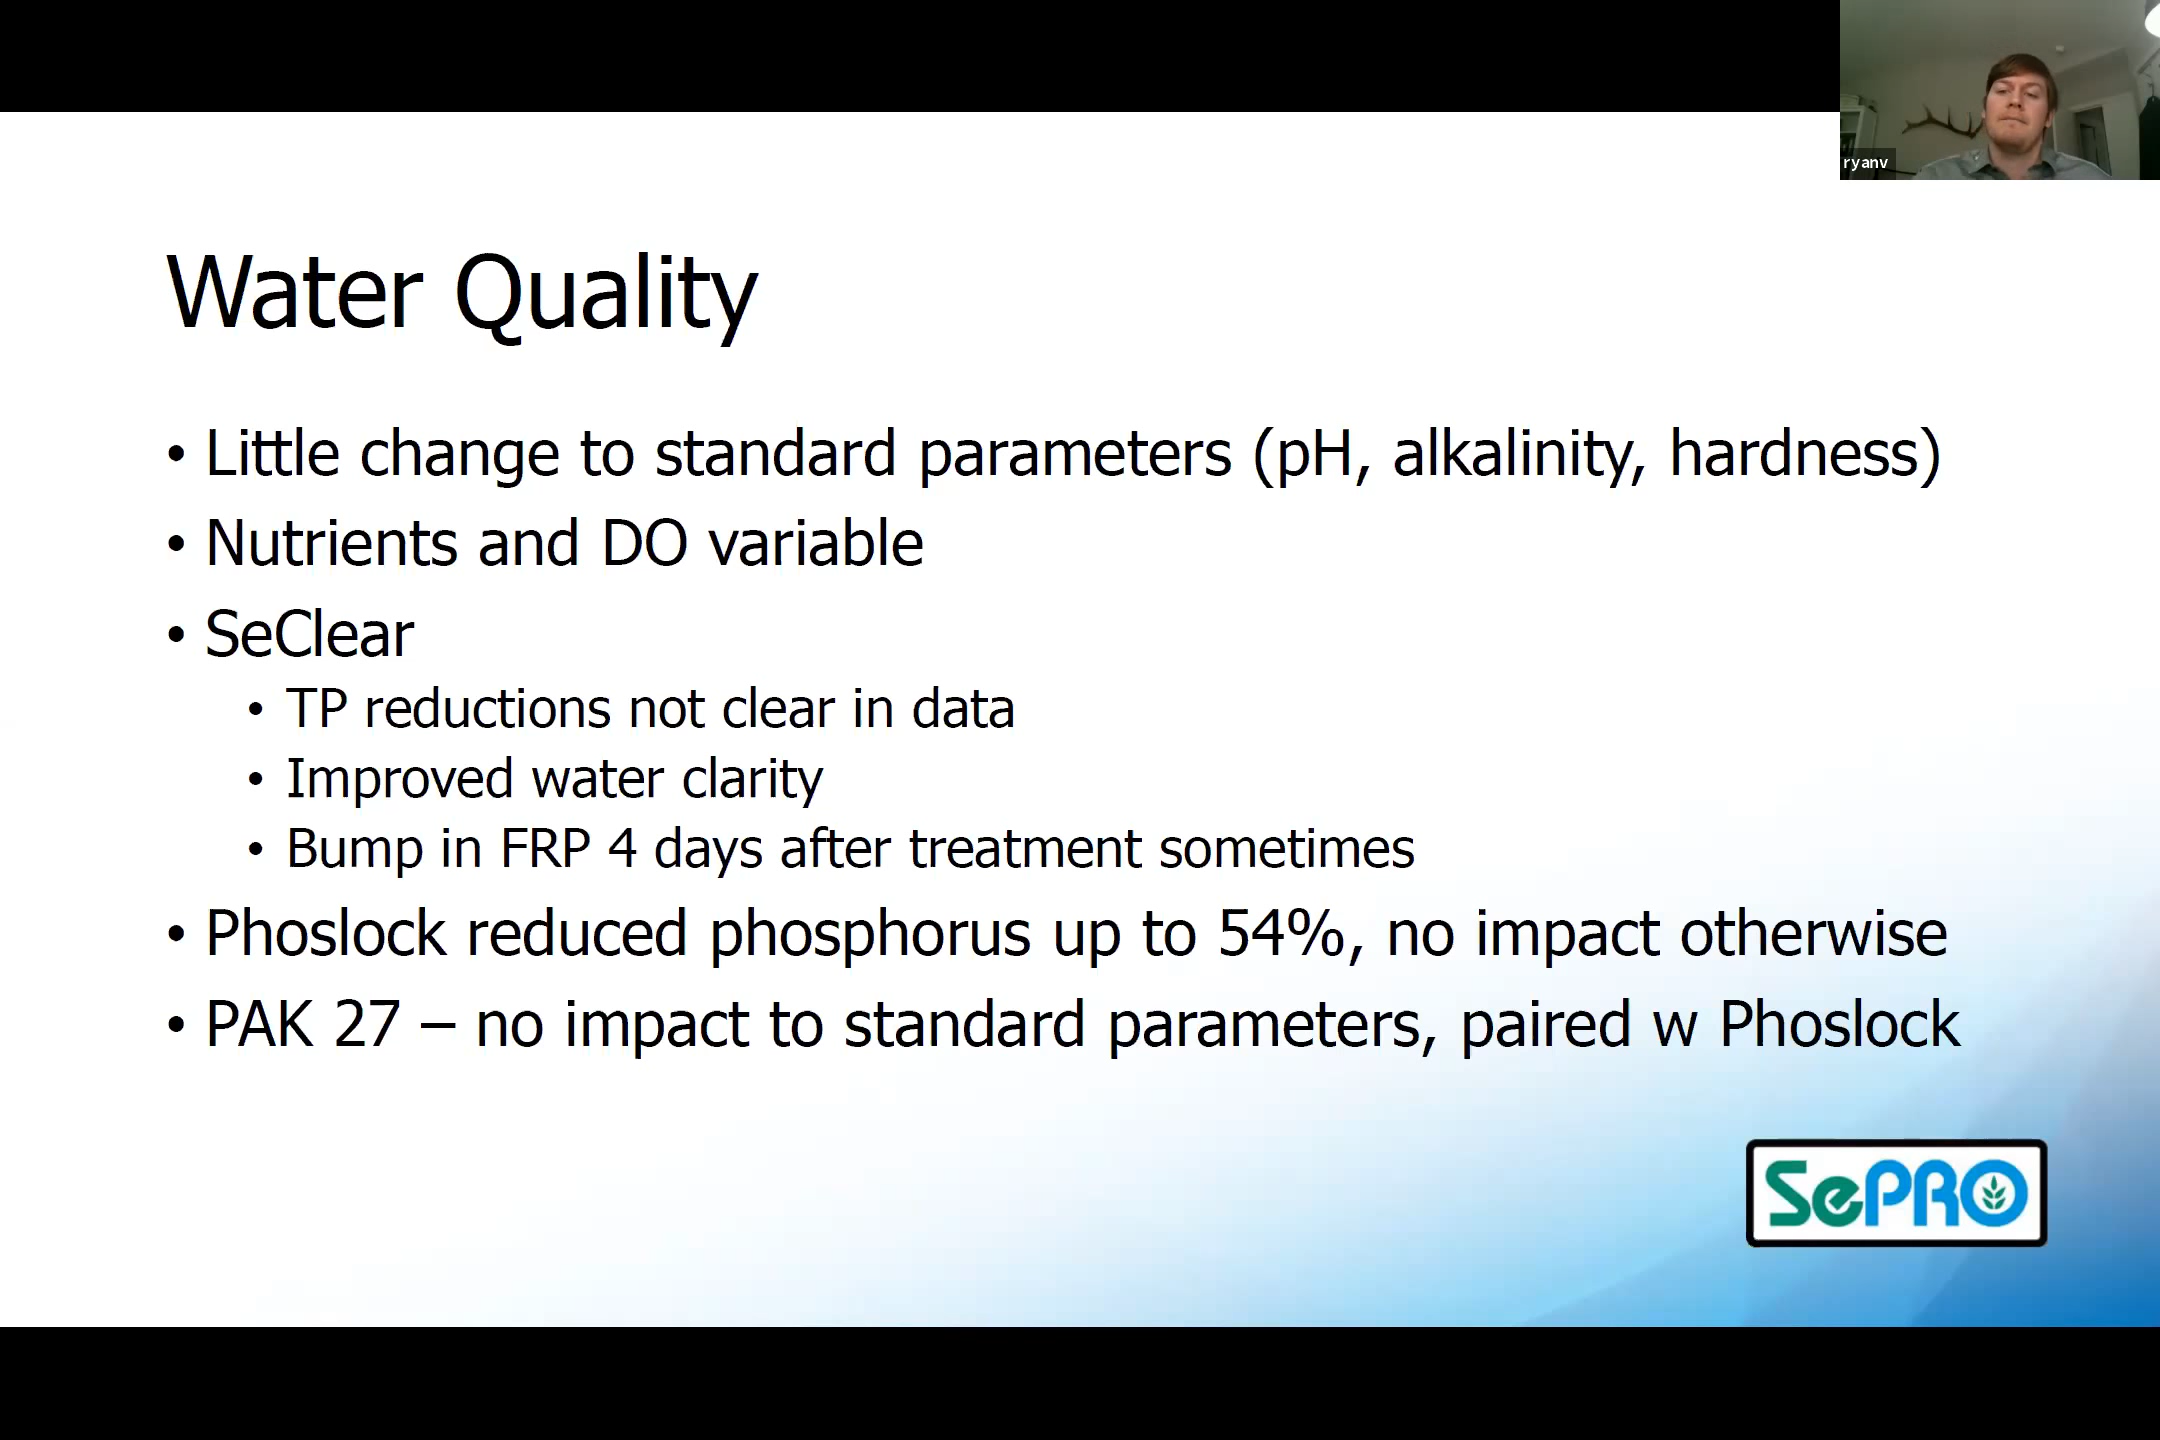 ryanv
Water Quality
• Little change to standard parameters (pH, alkalinity, hardness)
• Nutrients and DO variable
• SeClear
• TP reductions not clear in data
• Improved water clarity
• Bump in FRP 4 days after treatment sometimes
• Phoslock reduced phosphorus up to 54%, no impact otherwise
• PAK 27 – no impact to standard parameters, paired w Phoslock
SePRO